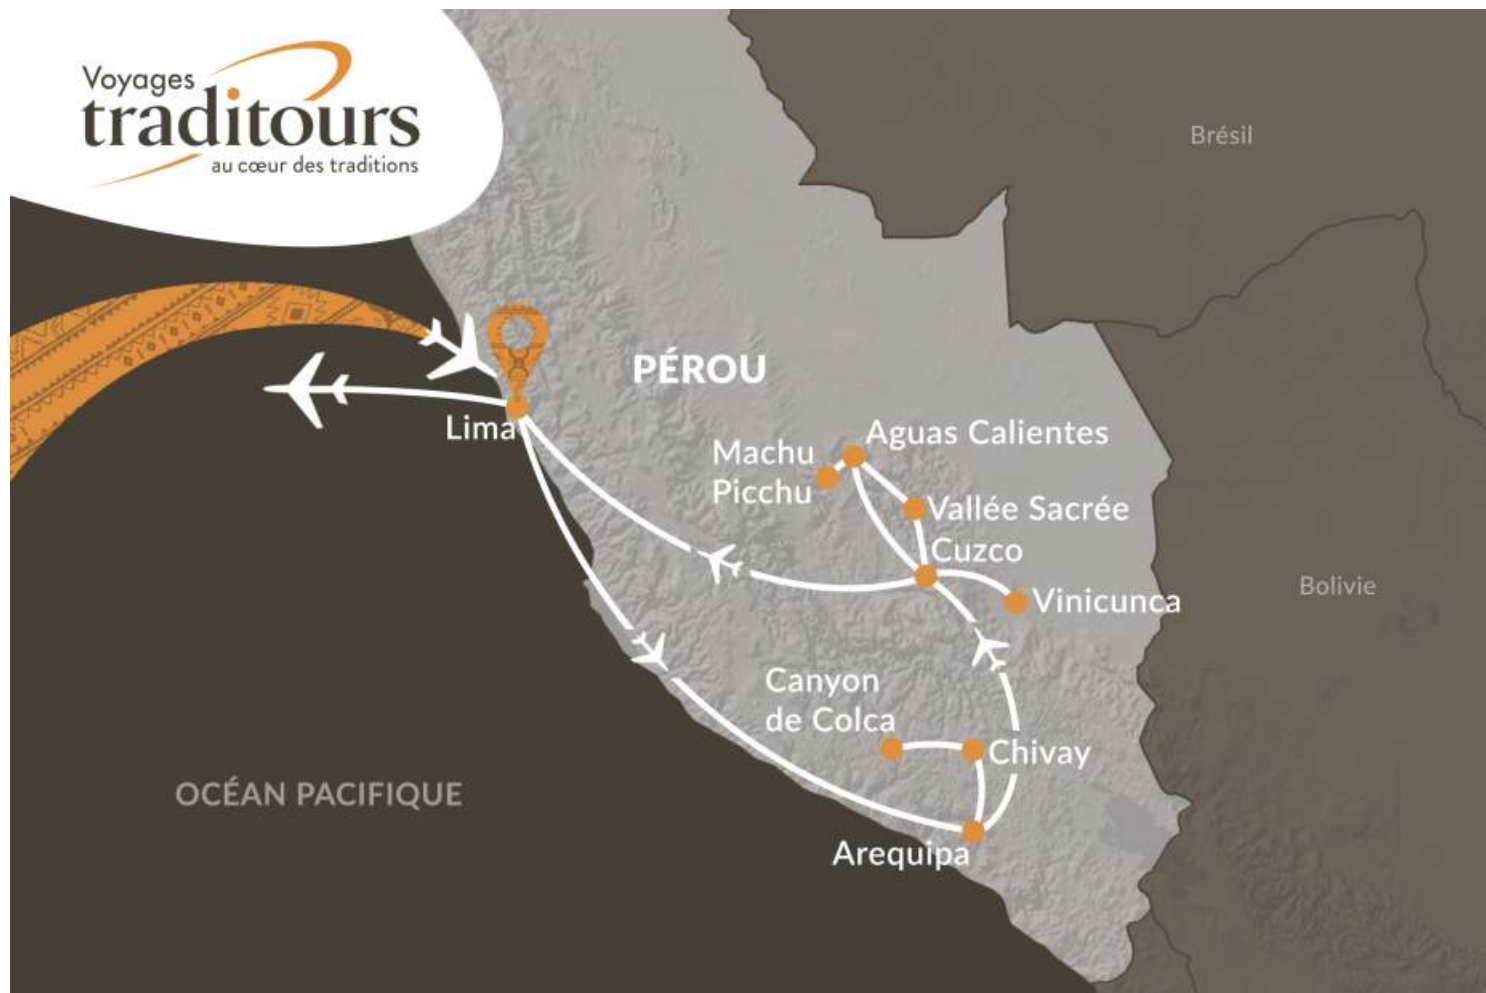 Voyages
traditours
au cœur des traditions
Brésil
PÉROU
Lima
Aguas Calientes
Machu
Picchu
Vallée Sacrée
Cuzco
Bolivie
Vinicunca
Canyon
de Colca
Chivay
OCÉAN PACIFIQUE
Arequipa